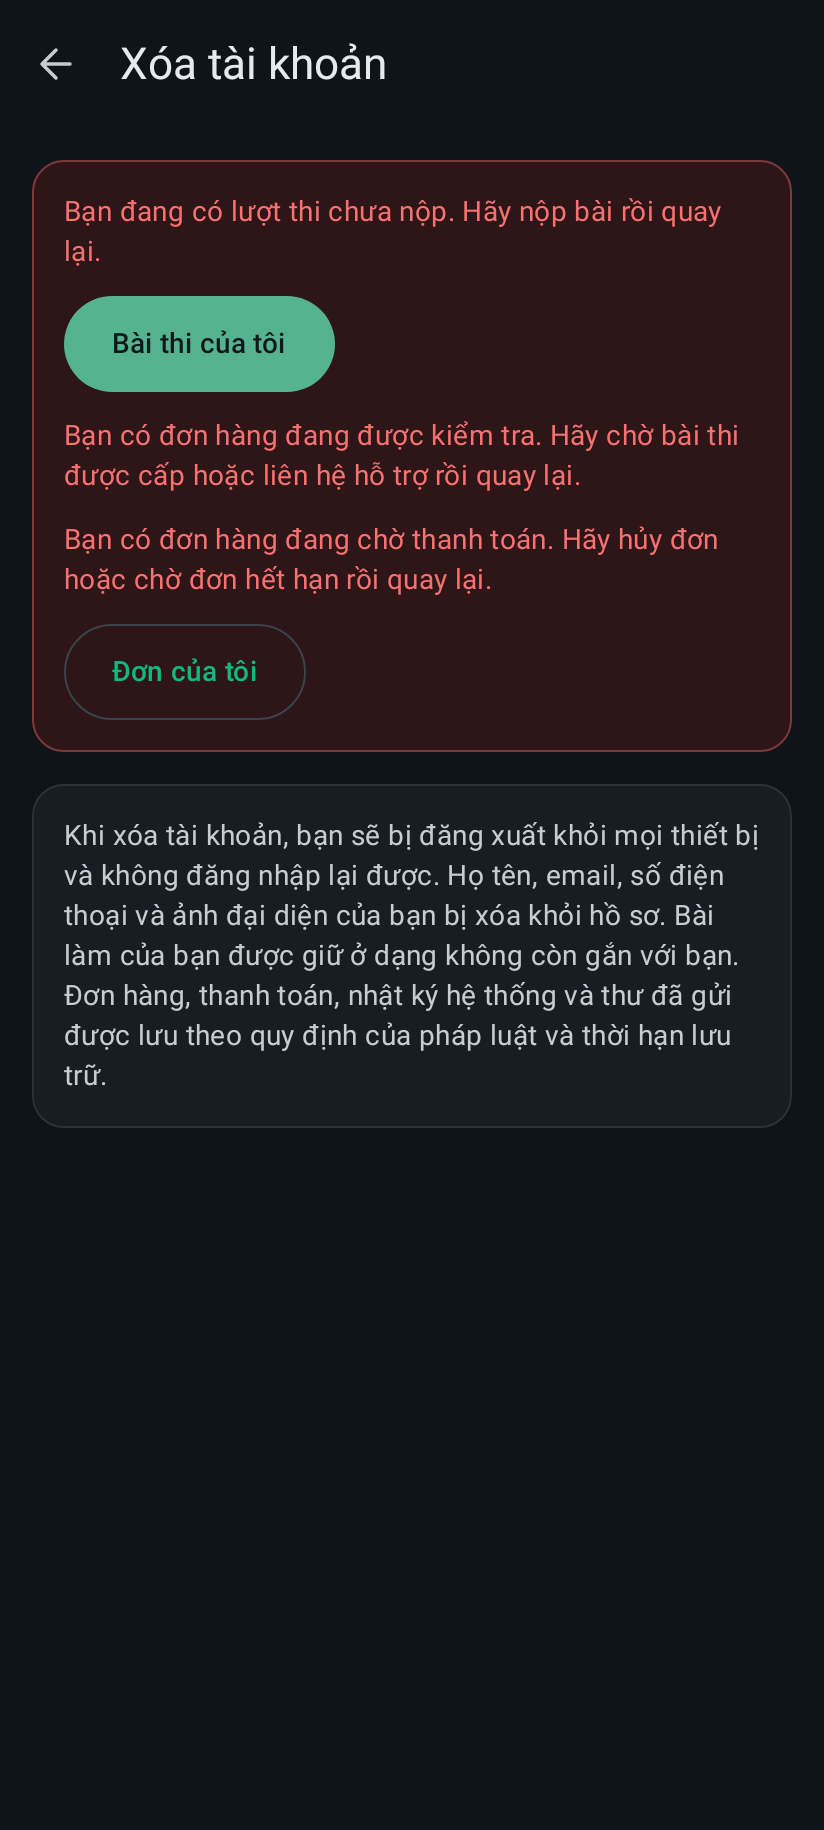 Xóa tài khoản
Bạn đang có lượt thi chưa nộp. Hãy nộp bài rồi quay
lại.
Bài thi của tôi
Bạn có đơn hàng đang được kiểm tra. Hãy chờ bài thi
được cấp hoặc liên hệ hỗ trợ rồi quay lại.
Bạn có đơn hàng đang chờ thanh toán. Hãy hủy đơn
hoặc chờ đơn hết hạn rồi quay lại.
Đơn của tôi
Khi xóa tài khoản, bạn sẽ bị đăng xuất khỏi mọi thiết bị
và không đăng nhập lại được. Họ tên, email, số điện
thoại và ảnh đại diện của bạn bị xóa khỏi hồ sơ. Bài
làm của bạn được giữ ở dạng không còn gắn với bạn.
Đơn hàng, thanh toán, nhật ký hệ thống và thư đã gửi
được lưu theo quy định của pháp luật và thời hạn lưu
trữ.